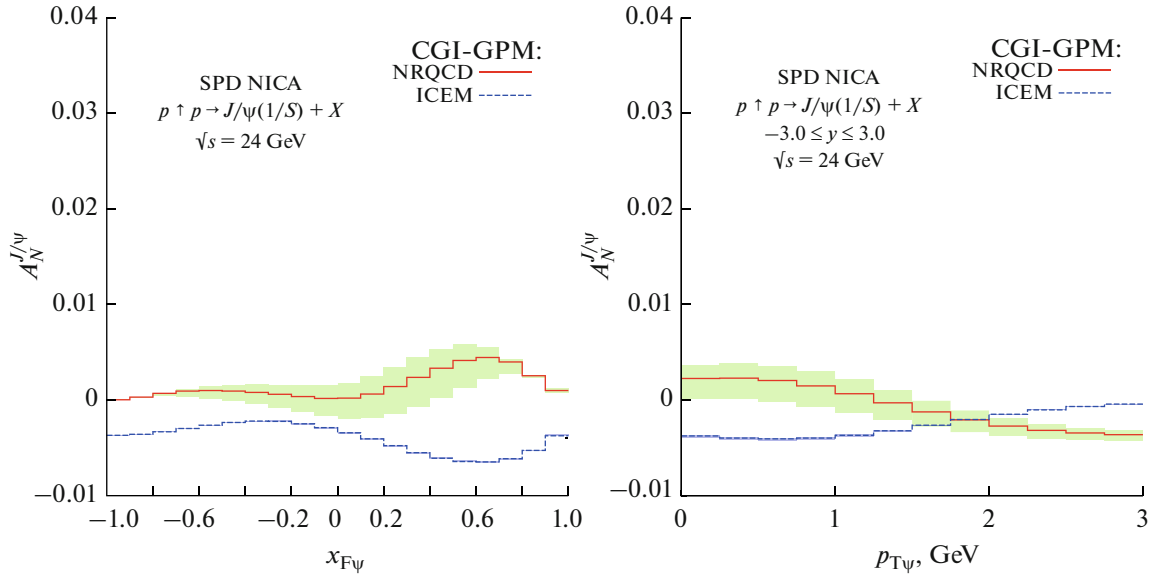 0.04
0.03
0.02
0.01
0
−0.01
A_N^{J/ψ}
CGI-GPM:
NRQCD
ICEM
SPD NICA
p ↑ p → J/ψ(1/S) + X
√s = 24 GeV
−1.0 −0.6 −0.2 0 0.2 0.6 1.0
x_{Fψ}
0.04
0.03
0.02
0.01
0
−0.01
A_N^{J/ψ}
CGI-GPM:
NRQCD
ICEM
SPD NICA
p ↑ p → J/ψ(1/S) + X
−3.0 ≤ y ≤ 3.0
√s = 24 GeV
0 1 2 3
p_{Tψ}, GeV